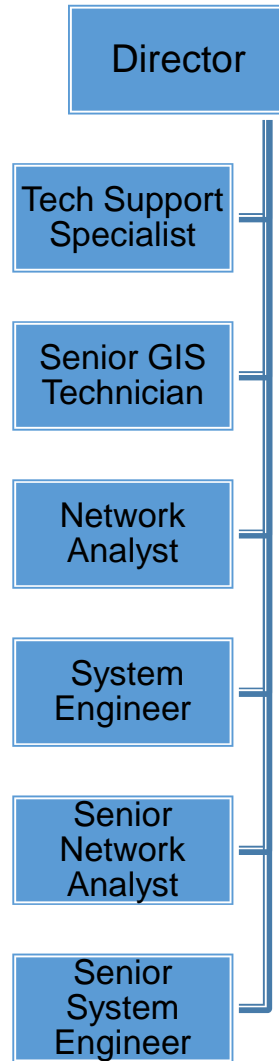 Director
Tech Support
Specialist
Senior GIS
Technician
Network
Analyst
System
Engineer
Senior
Network
Analyst
Senior
System
Engineer